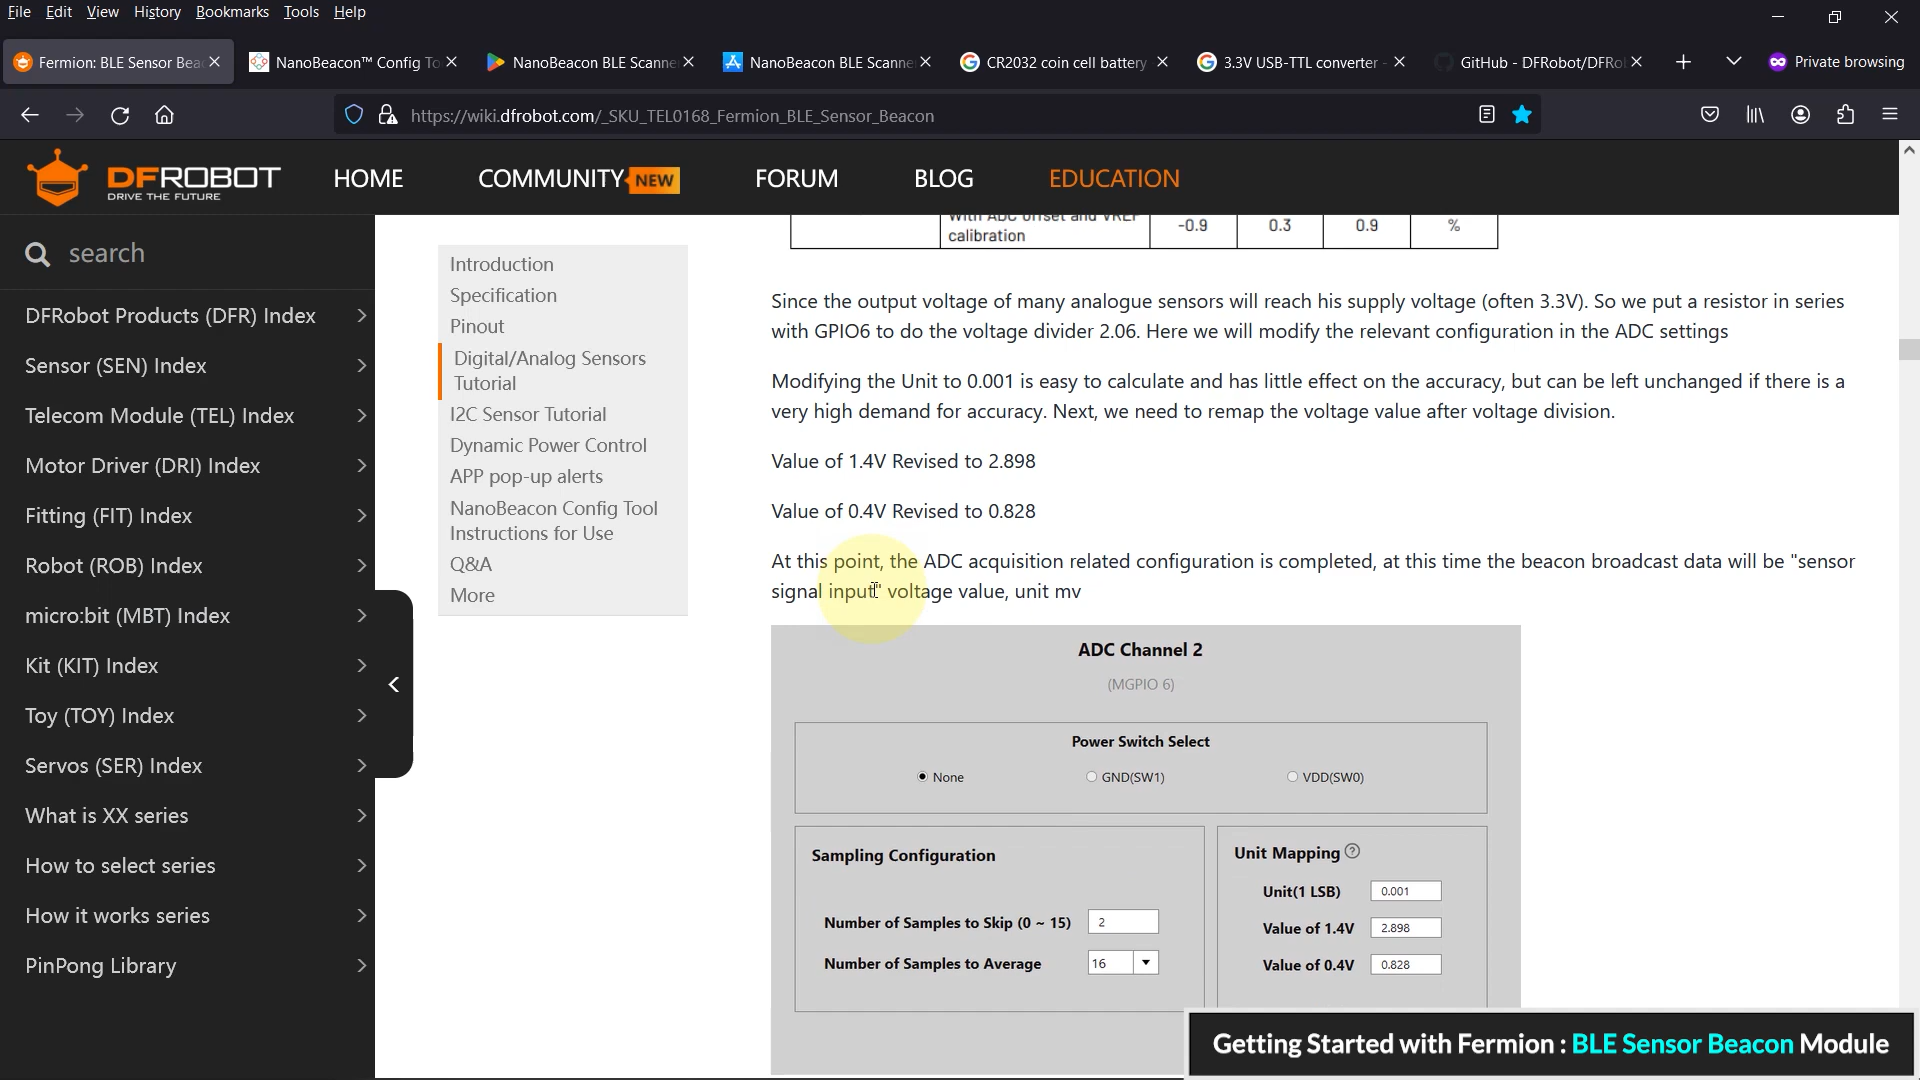 File Edit View History Bookmarks Tools Help
Fermion: BLE Sensor Bea
NanoBeacon™ Config To
NanoBeacon BLE Scanne
NanoBeacon BLE Scanne
CR2032 coin cell battery
3.3V USB-TTL converter -
GitHub - DFRobot/DFRo
Private browsing
https://wiki.dfrobot.com/_SKU_TEL0168_Fermion_BLE_Sensor_Beacon
DFROBOT
DRIVE THE FUTURE
HOME
COMMUNITY NEW
FORUM
BLOG
EDUCATION
search
DFRobot Products (DFR) Index
Sensor (SEN) Index
Telecom Module (TEL) Index
Motor Driver (DRI) Index
Fitting (FIT) Index
Robot (ROB) Index
micro:bit (MBT) Index
Kit (KIT) Index
Toy (TOY) Index
Servos (SER) Index
What is XX series
How to select series
How it works series
PinPong Library
Introduction
Specification
Pinout
Digital/Analog Sensors
Tutorial
I2C Sensor Tutorial
Dynamic Power Control
APP pop-up alerts
NanoBeacon Config Tool
Instructions for Use
Q&A
More
With ADC offset and VREF
calibration
-0.9 0.3 0.9 %
Since the output voltage of many analogue sensors will reach his supply voltage (often 3.3V). So we put a resistor in series
with GPIO6 to do the voltage divider 2.06. Here we will modify the relevant configuration in the ADC settings
Modifying the Unit to 0.001 is easy to calculate and has little effect on the accuracy, but can be left unchanged if there is a
very high demand for accuracy. Next, we need to remap the voltage value after voltage division.
Value of 1.4V Revised to 2.898
Value of 0.4V Revised to 0.828
At this point, the ADC acquisition related configuration is completed, at this time the beacon broadcast data will be "sensor
signal input" voltage value, unit mv
ADC Channel 2
(MGPIO 6)
Power Switch Select
None GND(SW1) VDD(SW0)
Sampling Configuration
Number of Samples to Skip (0 ~ 15) 2
Number of Samples to Average 16
Unit Mapping ?
Unit(1 LSB) 0.001
Value of 1.4V 2.898
Value of 0.4V 0.828
Getting Started with Fermion : BLE Sensor Beacon Module